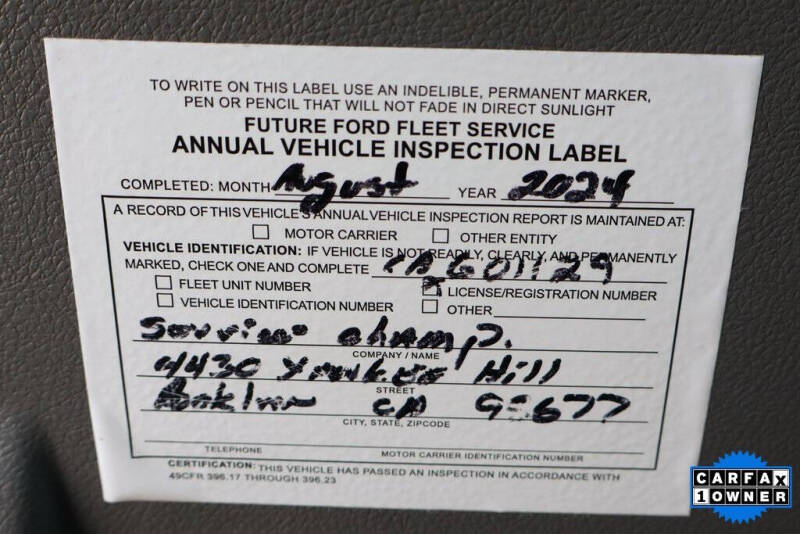 TO WRITE ON THIS LABEL USE AN INDELIBLE, PERMANENT MARKER,
PEN OR PENCIL THAT WILL NOT FADE IN DIRECT SUNLIGHT
FUTURE FORD FLEET SERVICE
ANNUAL VEHICLE INSPECTION LABEL
COMPLETED: MONTH August YEAR 2024
A RECORD OF THIS VEHICLE'S ANNUAL VEHICLE INSPECTION REPORT IS MAINTAINED AT:
MOTOR CARRIER OTHER ENTITY
VEHICLE IDENTIFICATION: IF VEHICLE IS NOT READILY, CLEARLY, AND PERMANENTLY
MARKED, CHECK ONE AND COMPLETE
FLEET UNIT NUMBER LICENSE/REGISTRATION NUMBER
VEHICLE IDENTIFICATION NUMBER OTHER
champ.
COMPANY / NAME
4430 Yankee Hill
STREET
CA 95677
CITY, STATE, ZIPCODE
TELEPHONE MOTOR CARRIER IDENTIFICATION NUMBER
CERTIFICATION: THIS VEHICLE HAS PASSED AN INSPECTION IN ACCORDANCE WITH
49CFR 396.17 THROUGH 396.23
CARFAX
1 OWNER